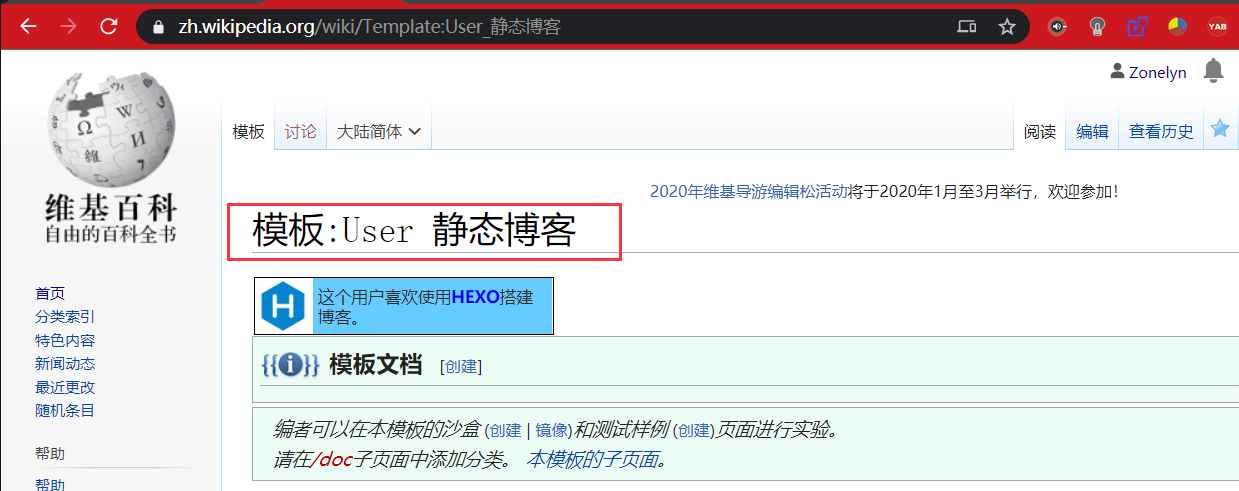 zh.wikipedia.org/wiki/Template:User_静态博客
YAB
Zonelyn
模板 讨论 大陆简体 阅读 编辑 查看历史
2020年维基导游编辑松活动将于2020年1月至3月举行，欢迎参加！
模板:User 静态博客
这个用户喜欢使用HEXO搭建
博客。
{{i}} 模板文档 [创建]
编者可以在本模板的沙盒 (创建 | 镜像)和测试样例 (创建)页面进行实验。
请在/doc子页面中添加分类。 本模板的子页面。
Ω W И 維
维基百科
自由的百科全书
首页
分类索引
特色内容
新闻动态
最近更改
随机条目
帮助
帮助